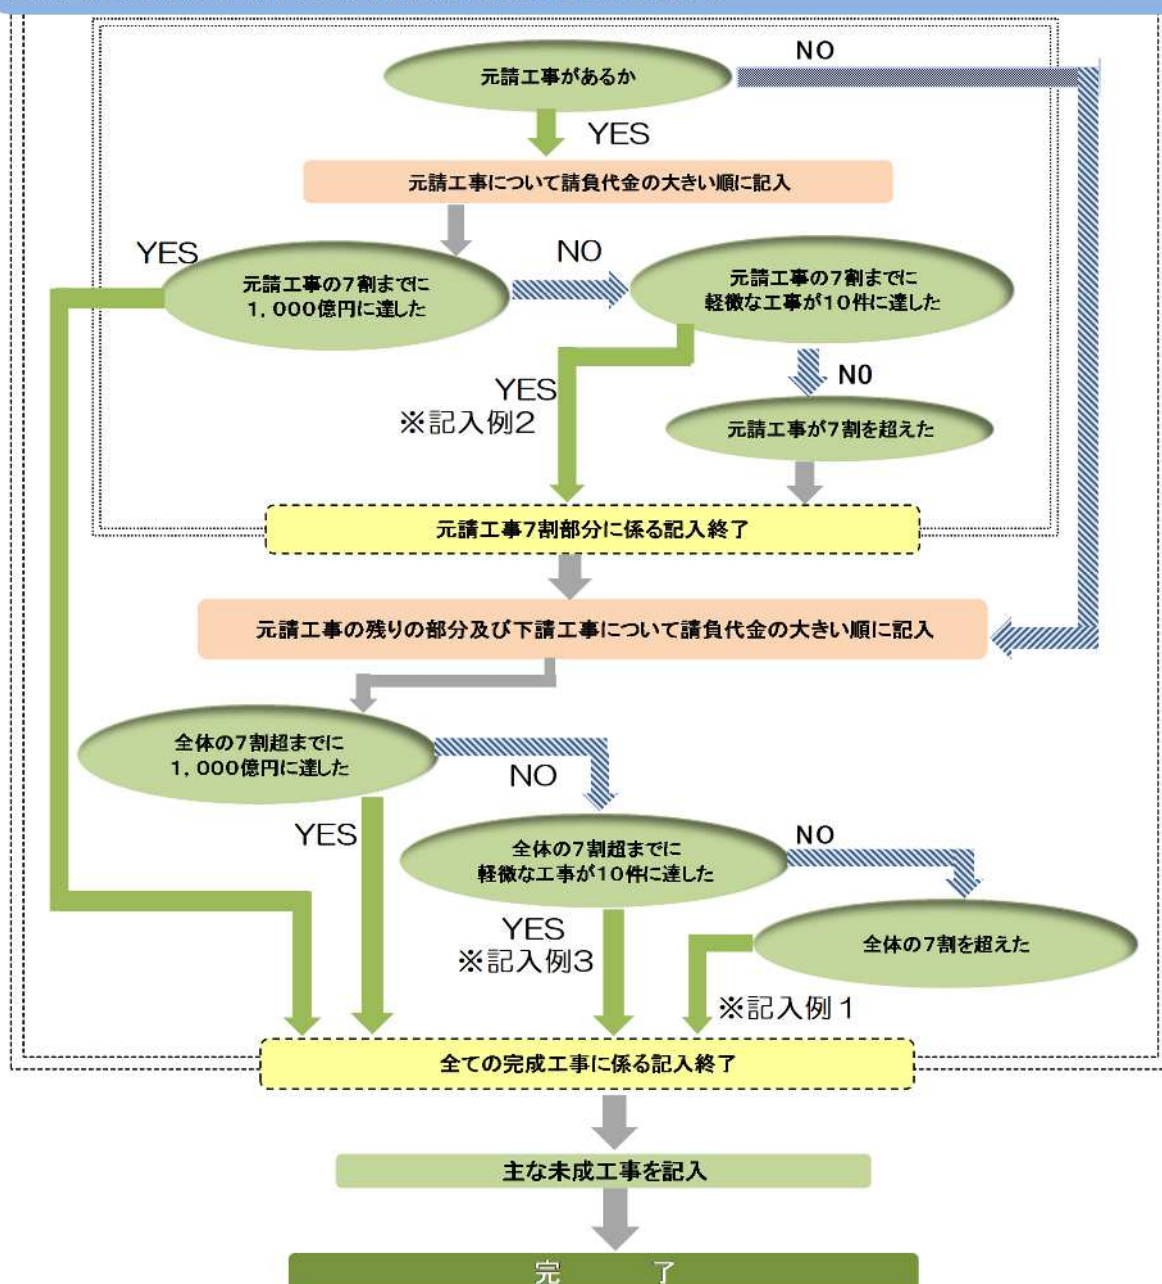 元請工事があるか
NO
YES
元請工事について請負代金の大きい順に記入
YES
元請工事の7割までに
1,000億円に達した
NO
元請工事の7割までに
軽微な工事が10件に達した
YES
※記入例2
NO
元請工事が7割を超えた
元請工事7割部分に係る記入終了
元請工事の残りの部分及び下請工事について請負代金の大きい順に記入
全体の7割超までに
1,000億円に達した
NO
YES
全体の7割超までに
軽微な工事が10件に達した
NO
YES
※記入例3
全体の7割を超えた
※記入例1
全ての完成工事に係る記入終了
主な未成工事を記入
完　了